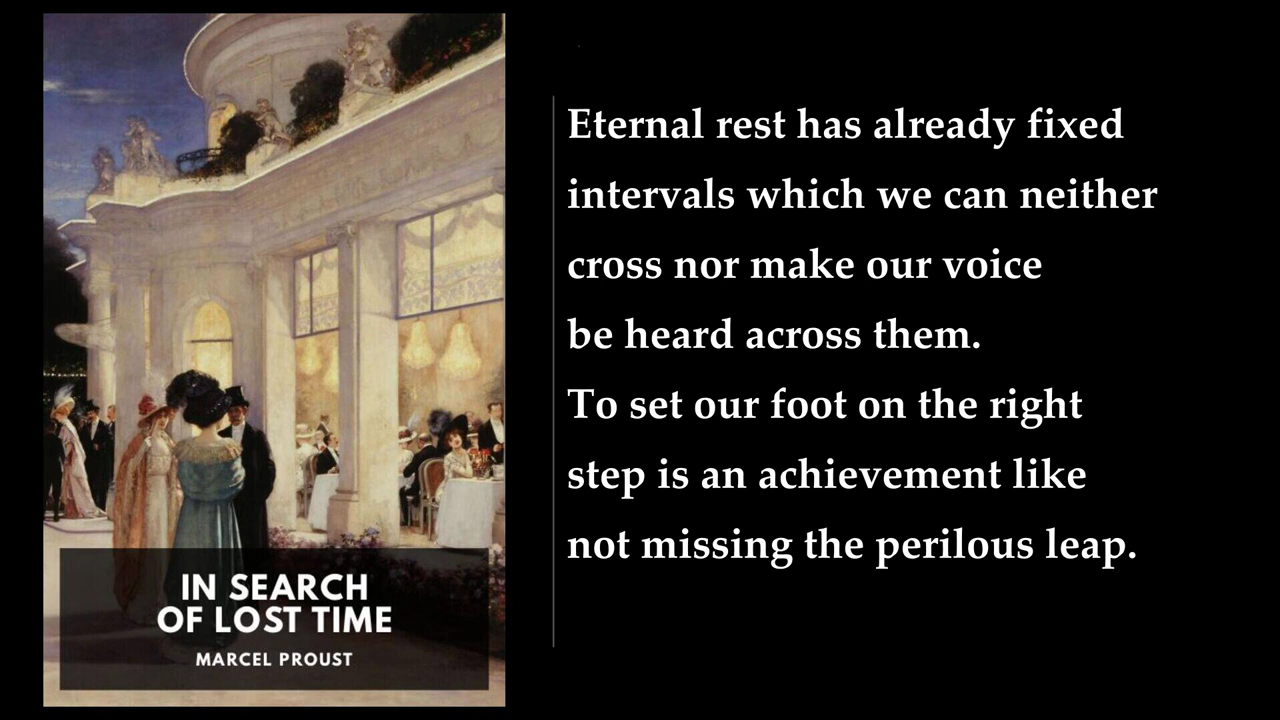 Eternal rest has already fixed
intervals which we can neither
cross nor make our voice
be heard across them.
To set our foot on the right
step is an achievement like
not missing the perilous leap.
IN SEARCH
OF LOST TIME
MARCEL PROUST